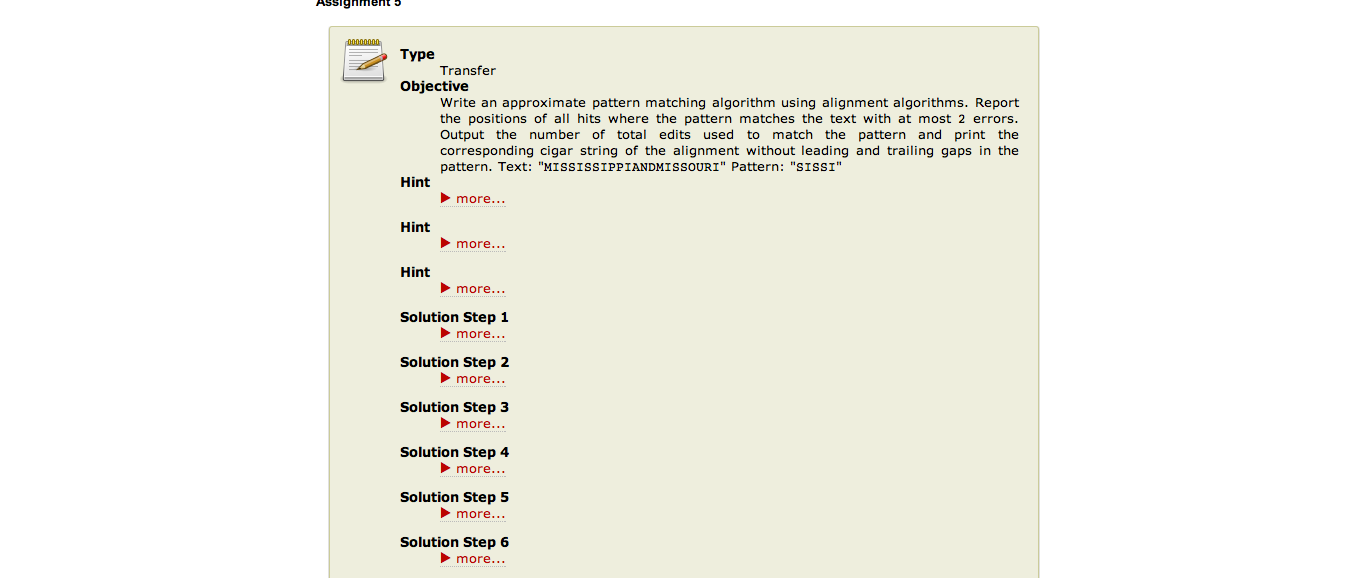 Assignment 5
Type
Transfer
Objective
Write an approximate pattern matching algorithm using alignment algorithms. Report
the positions of all hits where the pattern matches the text with at most 2 errors.
Output the number of total edits used to match the pattern and print the
corresponding cigar string of the alignment without leading and trailing gaps in the
pattern. Text: "MISSISSIPPIANDMISSOURI" Pattern: "SISSI"
Hint
more...
Hint
more...
Hint
more...
Solution Step 1
more...
Solution Step 2
more...
Solution Step 3
more...
Solution Step 4
more...
Solution Step 5
more...
Solution Step 6
more...